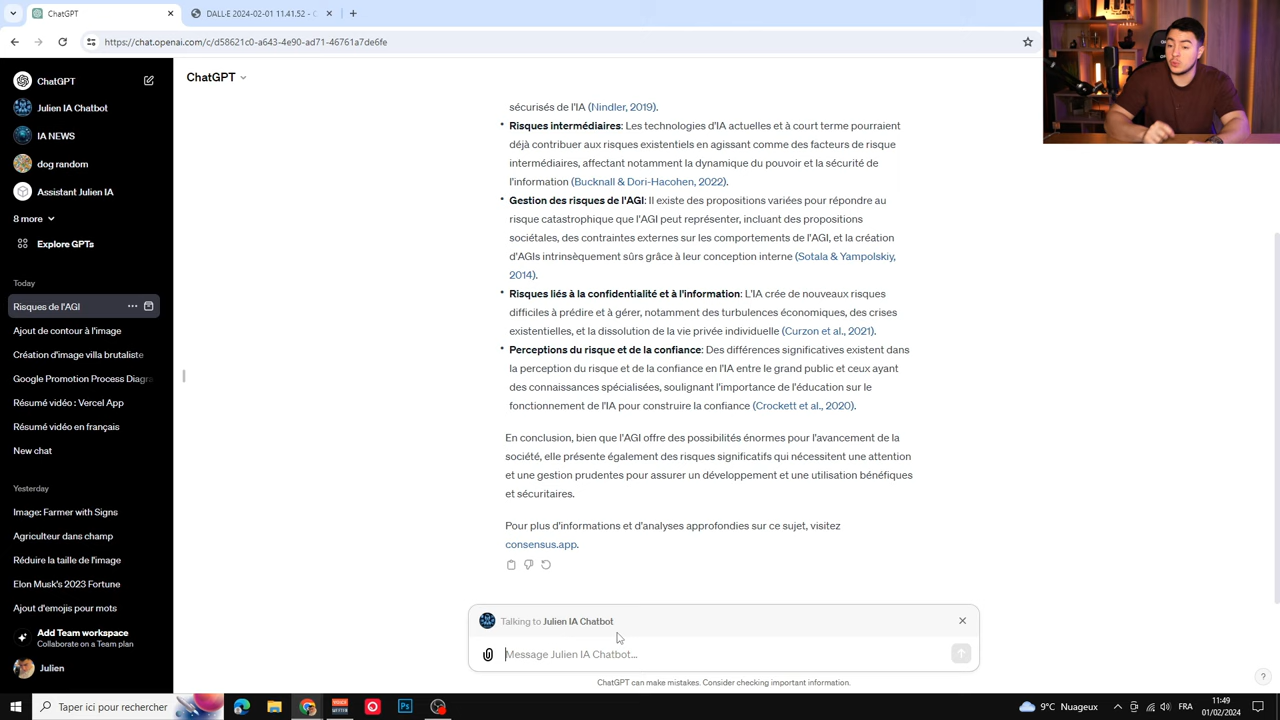 ChatGPT
DALL·E 2024-02-01 11.41.52 - C
https://chat.openai.com/c/d58621c0-a643-4e90-ad71-46761a7de6fe
ChatGPT
Julien IA Chatbot
IA NEWS
dog random
Assistant Julien IA
8 more
Explore GPTs
Today
Risques de l'AGI
Ajout de contour à l'image
Création d'image villa brutaliste
Google Promotion Process Diagra
Résumé vidéo : Vercel App
Résumé vidéo en français
New chat
Yesterday
Image: Farmer with Signs
Agriculteur dans champ
Réduire la taille de l'image
Elon Musk's 2023 Fortune
Ajout d'emojis pour mots
Add Team workspace
Collaborate on a Team plan
Julien
ChatGPT
sécurisés de l'IA (Nindler, 2019).
• Risques intermédiaires: Les technologies d'IA actuelles et à court terme pourraient
déjà contribuer aux risques existentiels en agissant comme des facteurs de risque
intermédiaires, affectant notamment la dynamique du pouvoir et la sécurité de
l'information (Bucknall & Dori-Hacohen, 2022).
• Gestion des risques de l'AGI: Il existe des propositions variées pour répondre au
risque catastrophique que l'AGI peut représenter, incluant des propositions
sociétales, des contraintes externes sur les comportements de l'AGI, et la création
d'AGIs intrinsèquement sûrs grâce à leur conception interne (Sotala & Yampolskiy,
2014).
• Risques liés à la confidentialité et à l'information: L'IA crée de nouveaux risques
difficiles à prédire et à gérer, notamment des turbulences économiques, des crises
existentielles, et la dissolution de la vie privée individuelle (Curzon et al., 2021).
• Perceptions du risque et de la confiance: Des différences significatives existent dans
la perception du risque et de la confiance en l'IA entre le grand public et ceux ayant
des connaissances spécialisées, soulignant l'importance de l'éducation sur le
fonctionnement de l'IA pour construire la confiance (Crockett et al., 2020).
En conclusion, bien que l'AGI offre des possibilités énormes pour l'avancement de la
société, elle présente également des risques significatifs qui nécessitent une attention
et une gestion prudentes pour assurer un développement et une utilisation bénéfiques
et sécuritaires.
Pour plus d'informations et d'analyses approfondies sur ce sujet, visitez
consensus.app.
Talking to Julien IA Chatbot
Message Julien IA Chatbot...
ChatGPT can make mistakes. Consider checking important information.
?
Taper ici pour rechercher
9°C Nuageux
FRA
11:49
01/02/2024